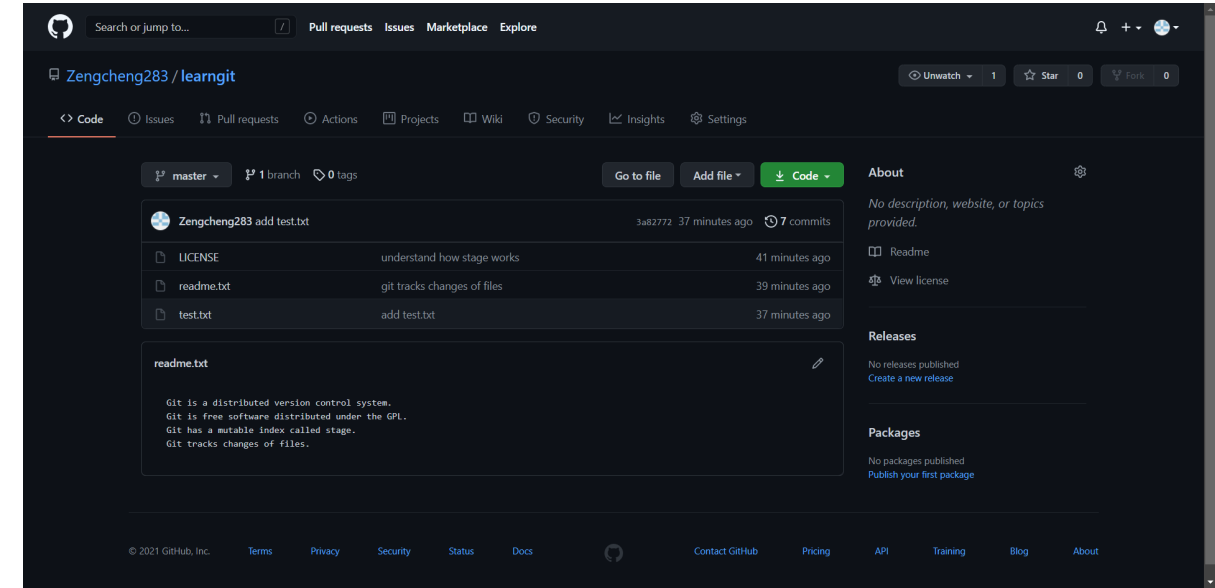 Search or jump to... /
Pull requests Issues Marketplace Explore
Zengcheng283 / learngit
Unwatch 1 Star 0 Fork 0
Code Issues Pull requests Actions Projects Wiki Security Insights Settings
master 1 branch 0 tags
Go to file Add file Code
Zengcheng283 add test.txt 3a82772 37 minutes ago 7 commits
LICENSE understand how stage works 41 minutes ago
readme.txt git tracks changes of files 39 minutes ago
test.txt add test.txt 37 minutes ago
readme.txt
Git is a distributed version control system.
Git is free software distributed under the GPL.
Git has a mutable index called stage.
Git tracks changes of files.
About
No description, website, or topics
provided.
Readme
View license
Releases
No releases published
Create a new release
Packages
No packages published
Publish your first package
© 2021 GitHub, Inc. Terms Privacy Security Status Docs Contact GitHub Pricing API Training Blog About